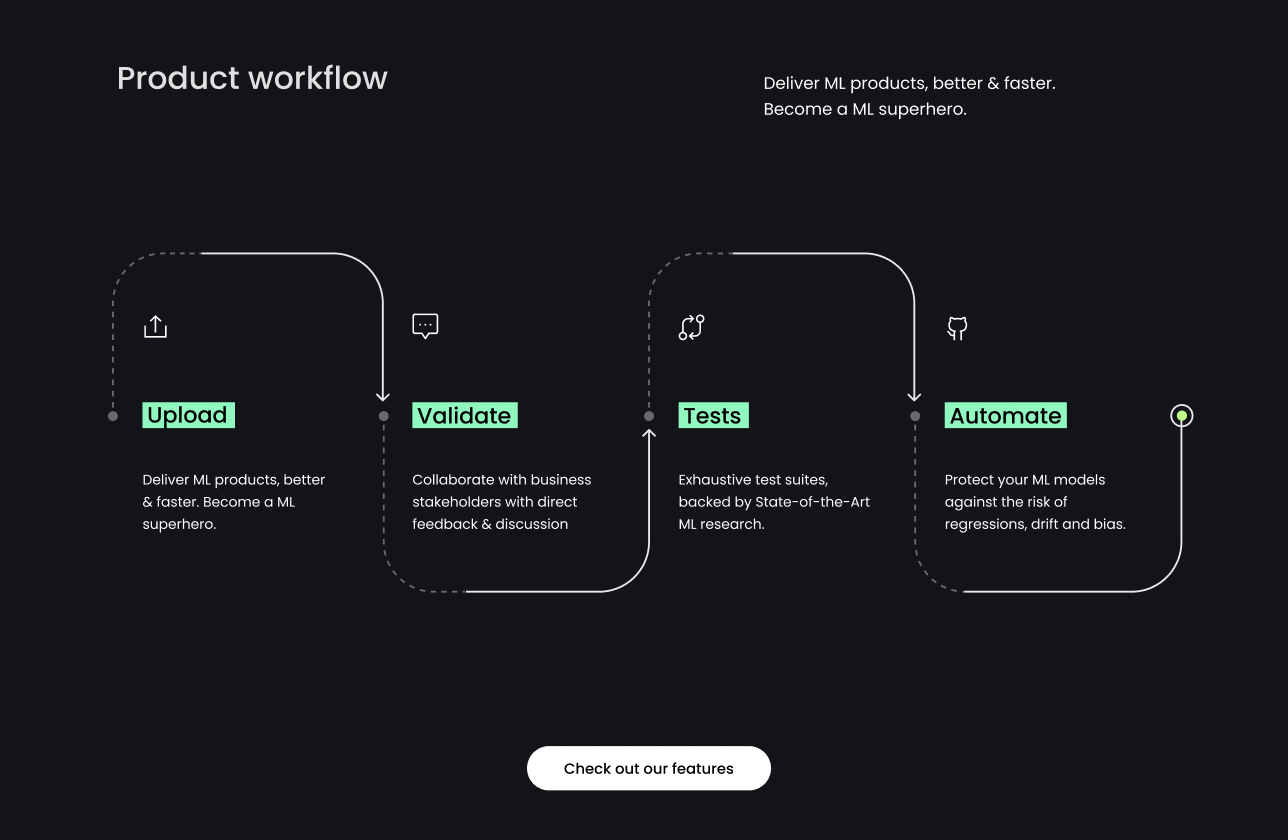 Product workflow
Deliver ML products, better & faster.
Become a ML superhero.
Upload
Deliver ML products, better
& faster. Become a ML
superhero.
Validate
Collaborate with business
stakeholders with direct
feedback & discussion
Tests
Exhaustive test suites,
backed by State-of-the-Art
ML research.
Automate
Protect your ML models
against the risk of
regressions, drift and bias.
Check out our features